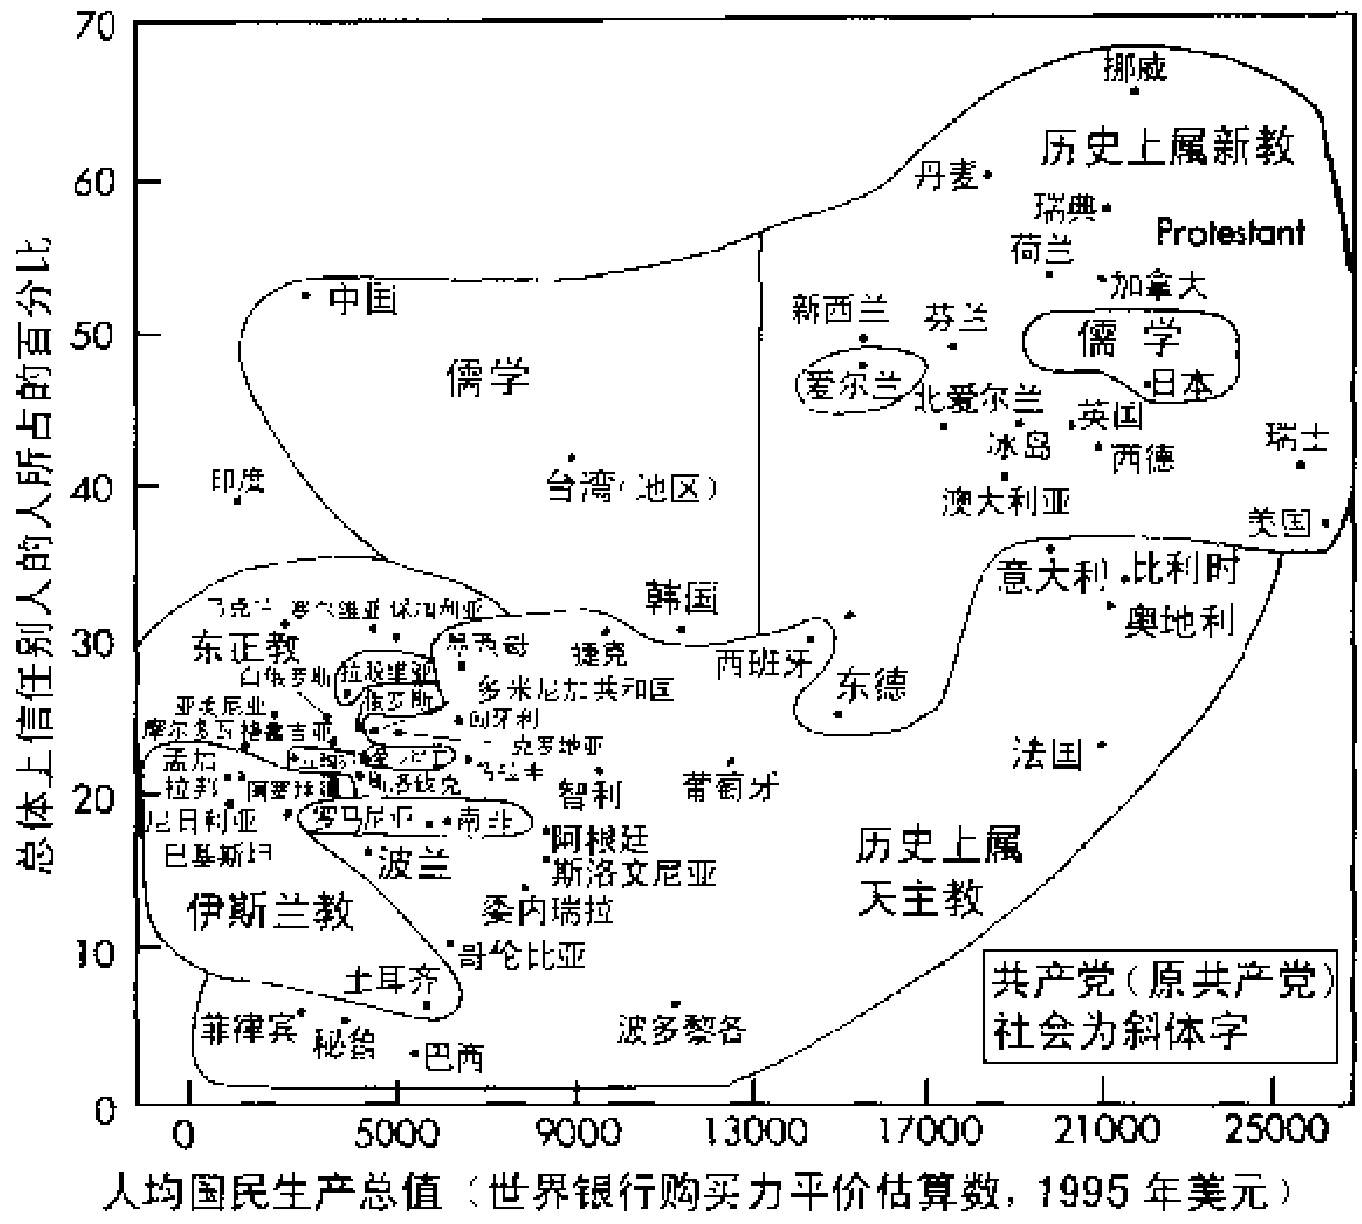 70
挪威
历史上属新教
60
丹麦
瑞典
Protestant
荷兰
加拿大
中国
新西兰
芬兰
50
儒学
儒学
爱尔兰
日本
北爱尔兰
英国
冰岛
西德
瑞士
印度
台湾(地区)
40
澳大利亚
美国
意大利
比利时
韩国
奥地利
保加利亚
30
东正教
墨西哥
捷克
西班牙
拉脱维亚
东德
白俄罗斯
多米尼加共和国
俄罗斯
匈牙利
摩尔多瓦
克罗地亚
法国
孟加
拉邦
智利
葡萄牙
20
尼日利亚
罗马尼亚
南非
阿根廷
历史上属
天主教
巴基斯坦
波兰
斯洛文尼亚
伊斯兰教
委内瑞拉
10
哥伦比亚
土耳齐
共产党(原共产党)
社会为斜体字
菲律宾
秘鲁
巴西
波多黎各
0
0
5000
9000
13000
17000
21000
25000
人均国民生产总值(世界银行购买力平价估算数,1995年美元)
总体上信任别人的人所占的百分比